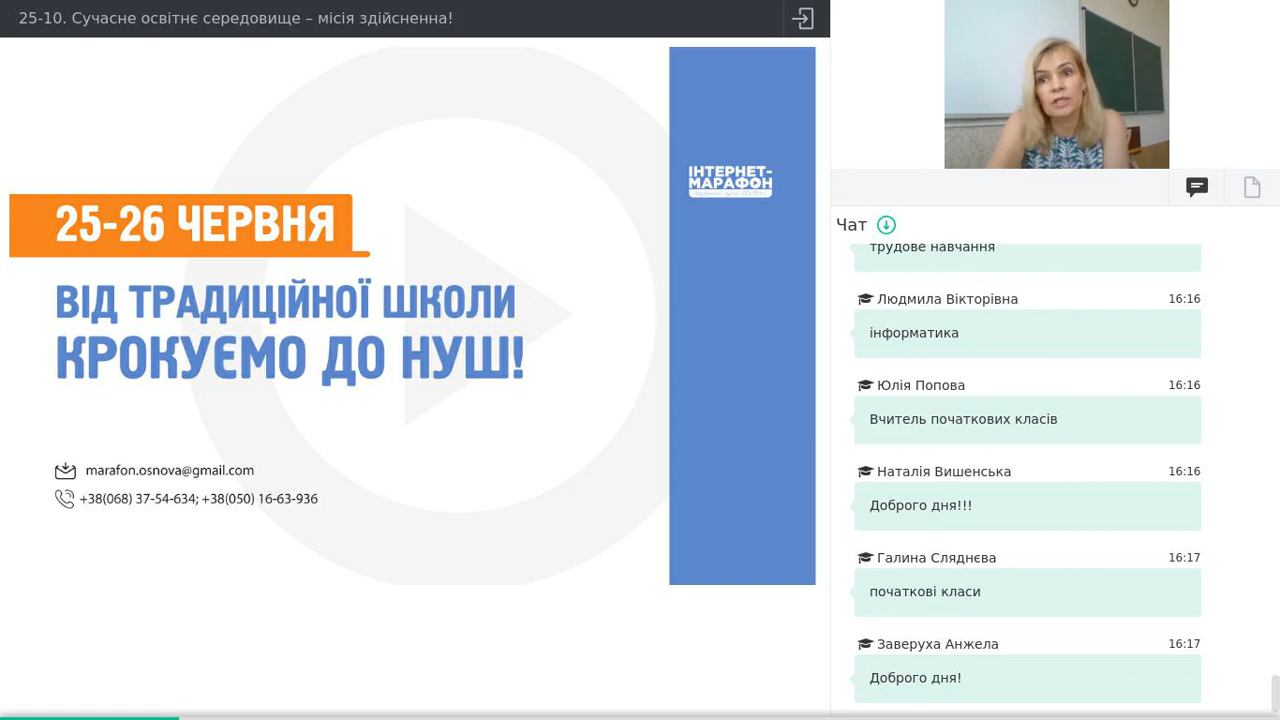 25-10. Сучасне освітнє середовище – місія здійсненна!
ІНТЕРНЕТ-
МАРАФОН
25-26 ЧЕРВНЯ
ВІД ТРАДИЦІЙНОЇ ШКОЛИ
КРОКУЄМО ДО НУШ!
marafon.osnova@gmail.com
+38(068) 37-54-634; +38(050) 16-63-936
Чат
трудове навчання
Людмила Вікторівна 16:16
інформатика
Юлія Попова 16:16
Вчитель початкових класів
Наталія Вишенська 16:16
Доброго дня!!!
Галина Сляднєва 16:17
початкові класи
Заверуха Анжела 16:17
Доброго дня!